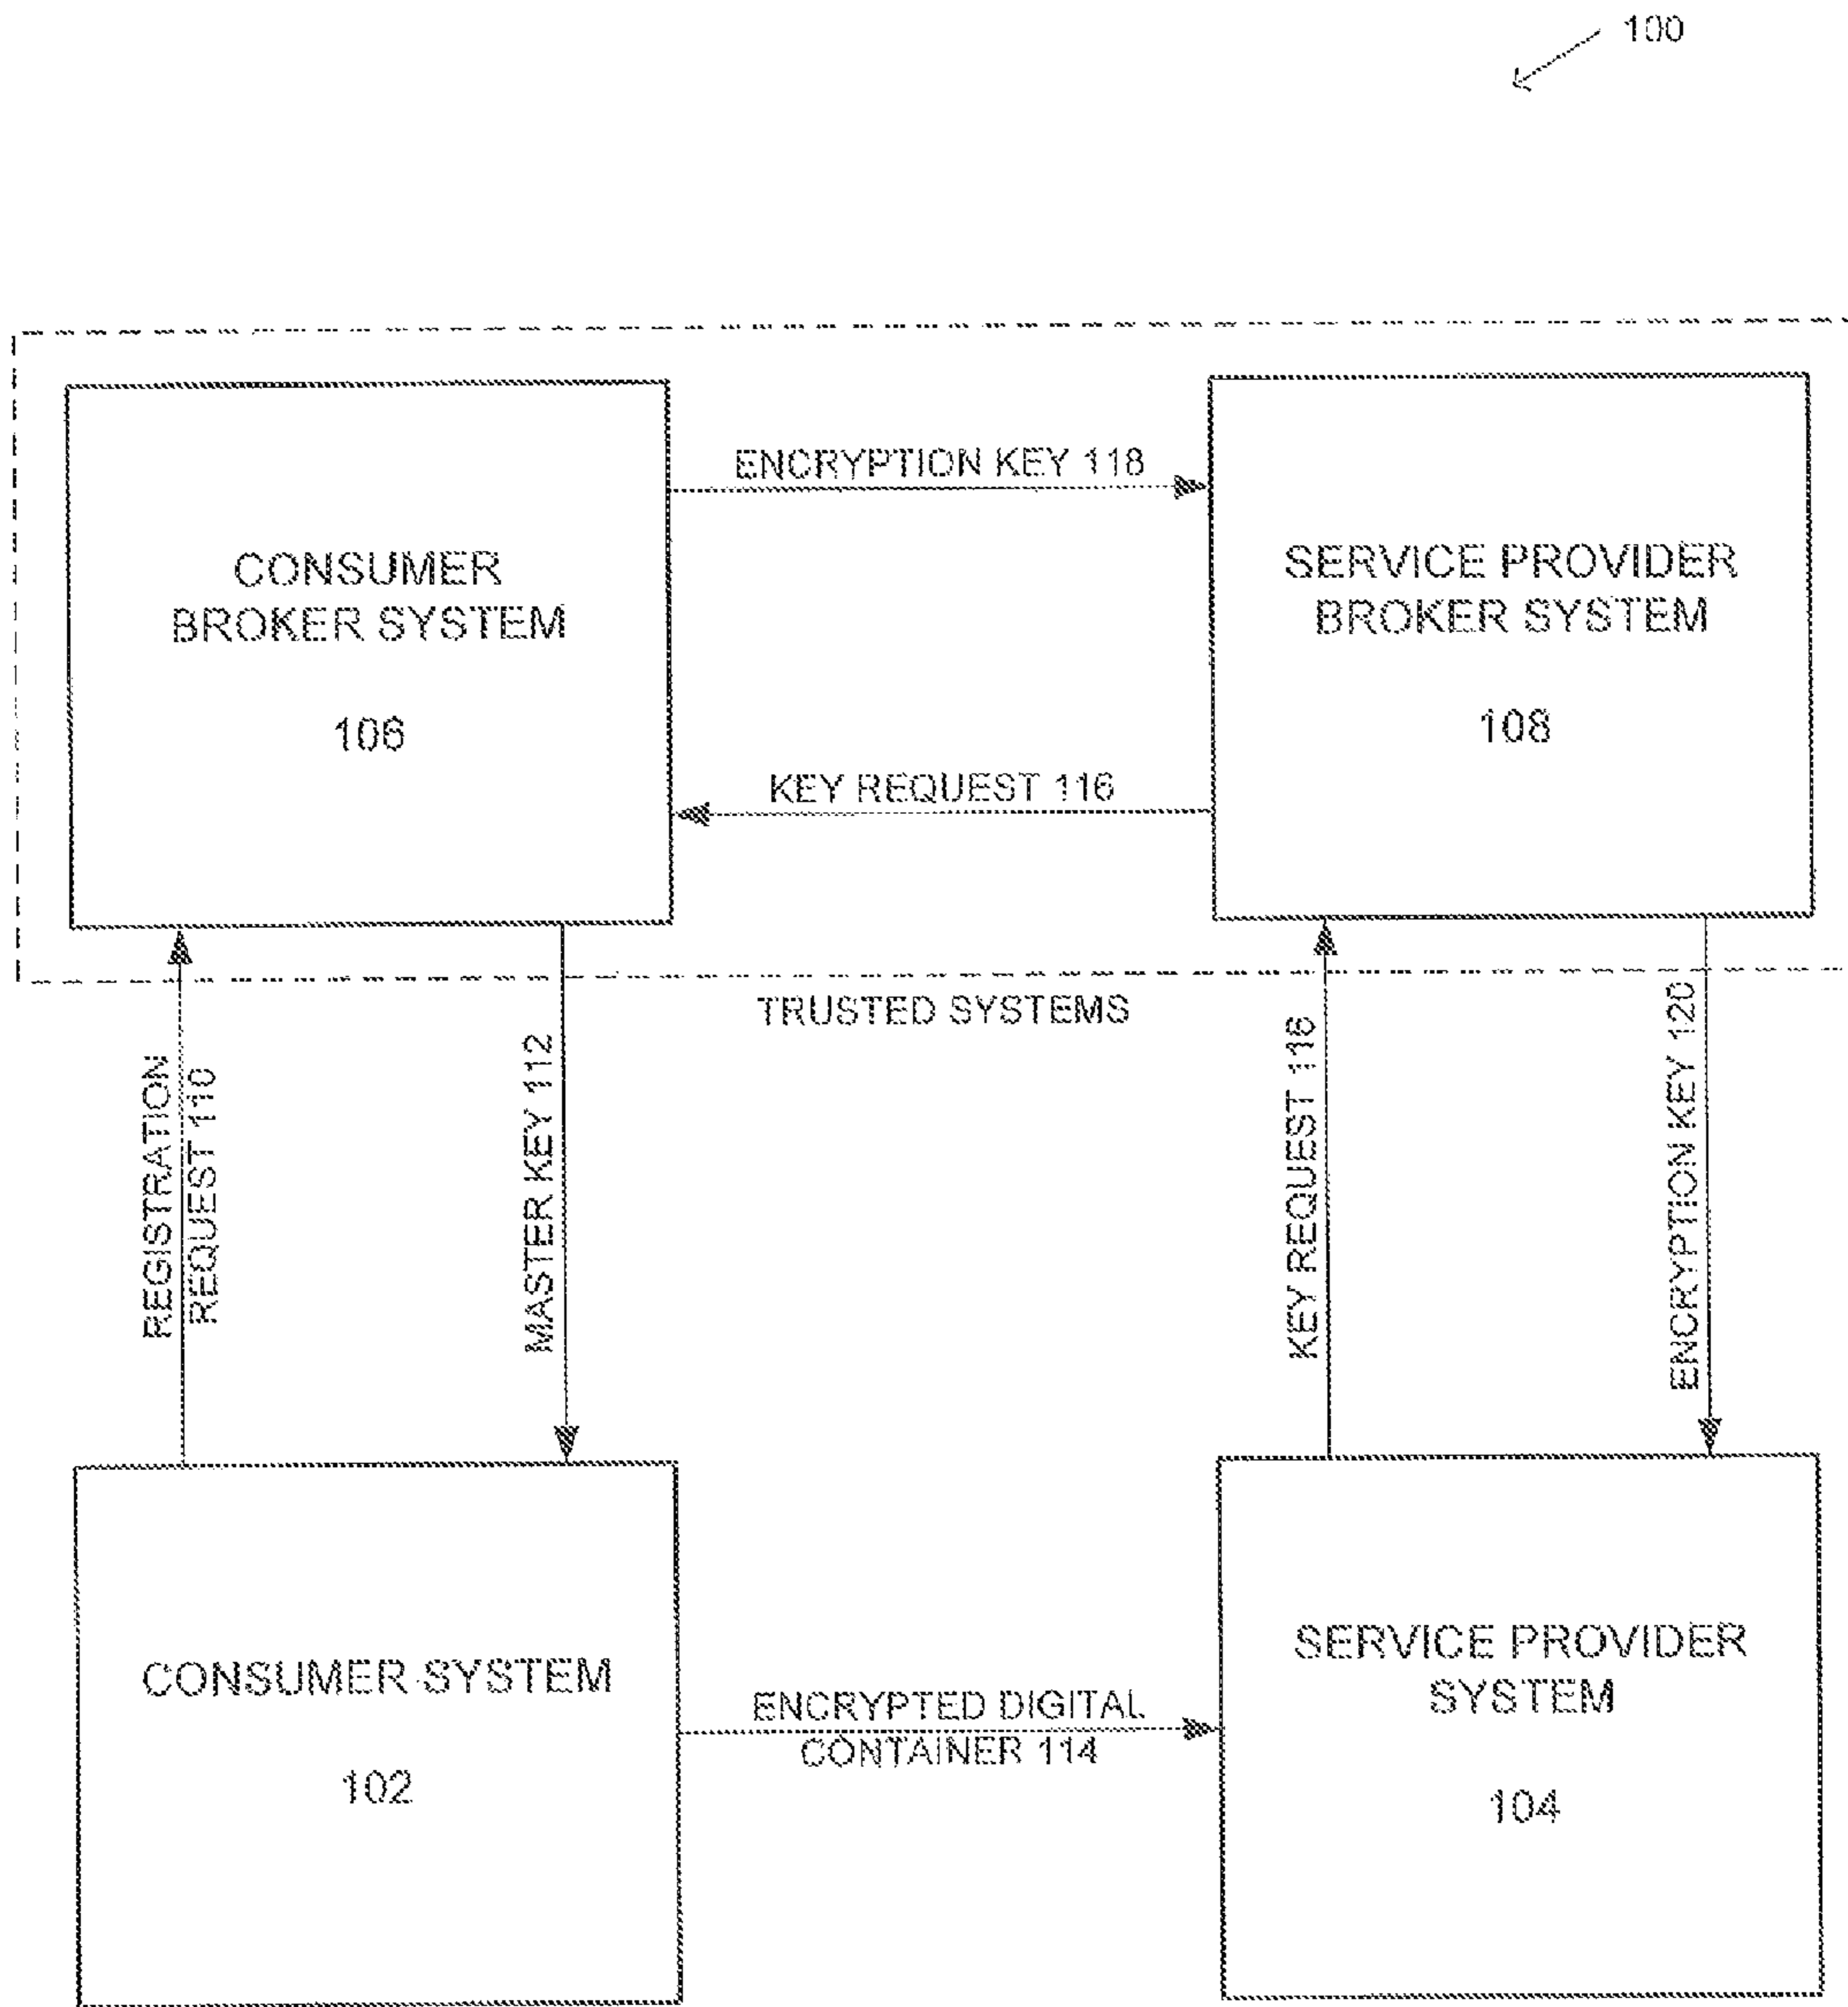 100
ENCRYPTION KEY 118
CONSUMER
BROKER SYSTEM
106
SERVICE PROVIDER
BROKER SYSTEM
108
KEY REQUEST 116
TRUSTED SYSTEMS
REGISTRATION
REQUEST 110
MASTER KEY 112
KEY REQUEST 116
ENCRYPTION KEY 120
CONSUMER SYSTEM
102
ENCRYPTED DIGITAL
CONTAINER 114
SERVICE PROVIDER
SYSTEM
104